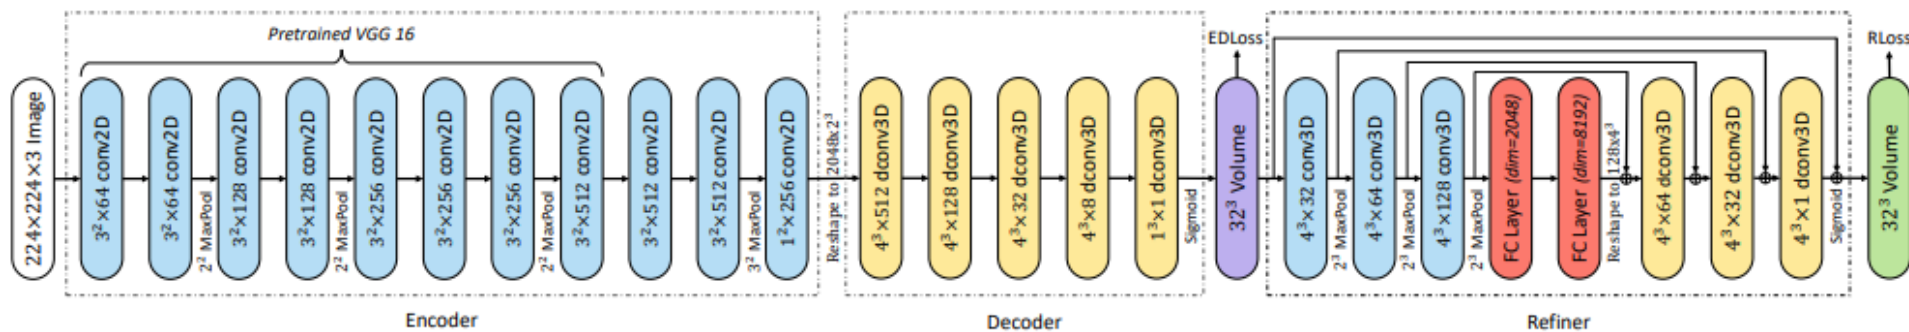 Pretrained VGG 16
224×224×3 Image
3²×64 conv2D
3²×64 conv2D
2² MaxPool
3²×128 conv2D
3²×128 conv2D
2² MaxPool
3²×256 conv2D
3²×256 conv2D
3²×256 conv2D
2² MaxPool
3²×512 conv2D
3²×512 conv2D
3²×512 conv2D
3² MaxPool
1²×256 conv2D
Reshape to 2048x2³
4³×512 dconv3D
4³×128 dconv3D
4³×32 dconv3D
4³×8 dconv3D
1³×1 dconv3D
Sigmoid
EDLoss
32³ Volume
4³×32 conv3D
2³ MaxPool
4³×64 conv3D
2³ MaxPool
4³×128 conv3D
2³ MaxPool
FC Layer (dim=2048)
FC Layer (dim=8192)
Reshape to 128x4³
4³×64 dconv3D
4³×32 dconv3D
4³×1 dconv3D
Sigmoid
RLoss
32³ Volume
Encoder
Decoder
Refiner